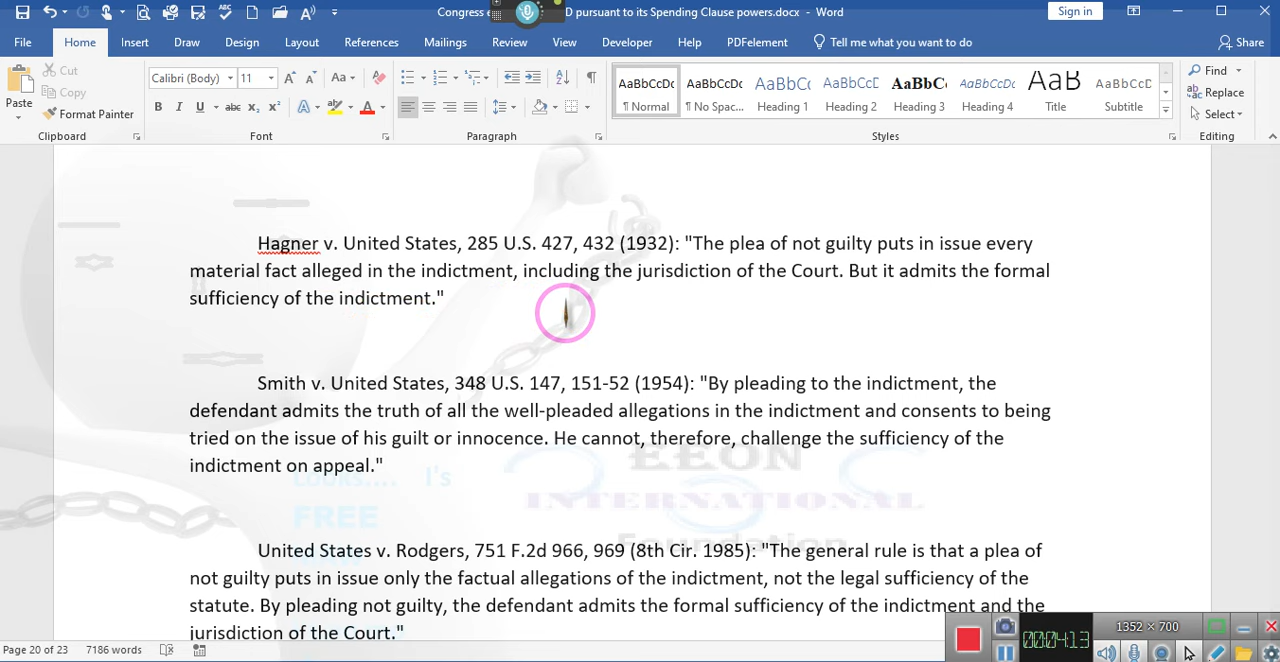 Congress e D pursuant to its Spending Clause powers.docx - Word
Sign in
File Home Insert Draw Design Layout References Mailings Review View Developer Help PDFelement Tell me what you want to do Share
Cut
Copy
Format Painter
Paste
Calibri (Body) 11
AaBbCcDc AaBbCcDc AaBbC( AaBbCcD AaBbC( AaBbCcD AaB AaBbCcD
¶ Normal ¶ No Spac... Heading 1 Heading 2 Heading 3 Heading 4 Title Subtitle
Find
Replace
Select
Clipboard Font Paragraph Styles Editing
Hagner v. United States, 285 U.S. 427, 432 (1932): "The plea of not guilty puts in issue every
material fact alleged in the indictment, including the jurisdiction of the Court. But it admits the formal
sufficiency of the indictment."
Smith v. United States, 348 U.S. 147, 151-52 (1954): "By pleading to the indictment, the
defendant admits the truth of all the well-pleaded allegations in the indictment and consents to being
tried on the issue of his guilt or innocence. He cannot, therefore, challenge the sufficiency of the
indictment on appeal."
EEON
Looks.... I's
INTERNATIONAL
FREE
Foundation
United States v. Rodgers, 751 F.2d 966, 969 (8th Cir. 1985): "The general rule is that a plea of
not guilty puts in issue only the factual allegations of the indictment, not the legal sufficiency of the
statute. By pleading not guilty, the defendant admits the formal sufficiency of the indictment and the
jurisdiction of the Court."
1352 × 700
00:04:13
Page 20 of 23 7186 words